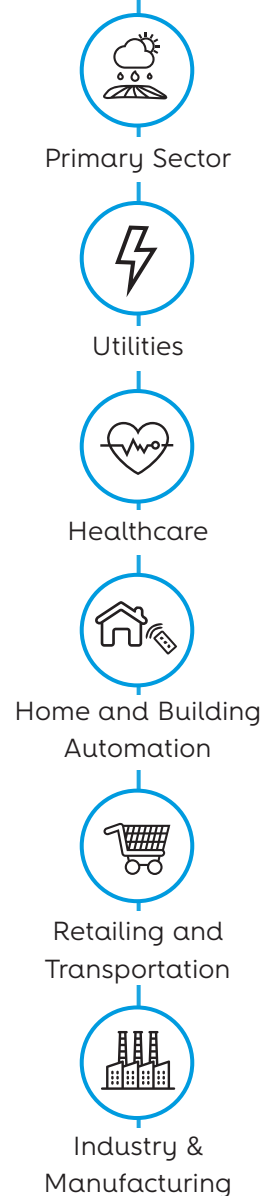 Primary Sector
Utilities
Healthcare
Home and Building
Automation
Retailing and
Transportation
Industry &
Manufacturing